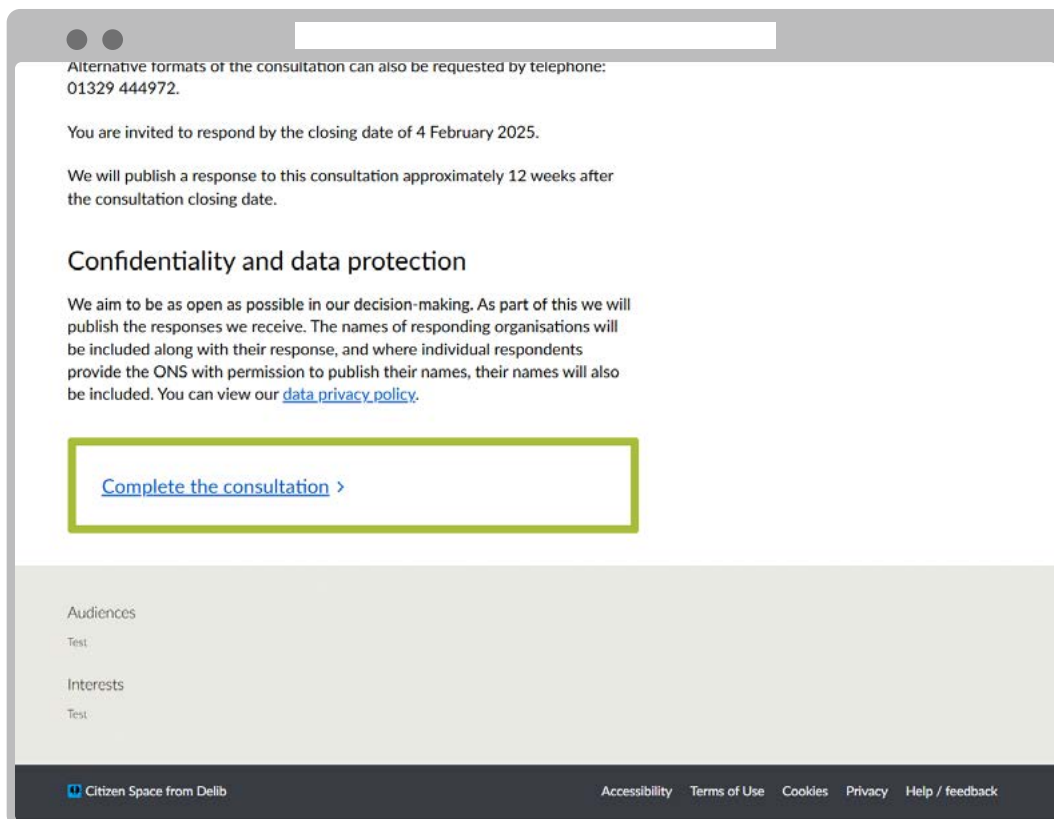 Alternative formats of the consultation can also be requested by telephone:
01329 444972.
You are invited to respond by the closing date of 4 February 2025.
We will publish a response to this consultation approximately 12 weeks after
the consultation closing date.
Confidentiality and data protection
We aim to be as open as possible in our decision-making. As part of this we will
publish the responses we receive. The names of responding organisations will
be included along with their response, and where individual respondents
provide the ONS with permission to publish their names, their names will also
be included. You can view our data privacy policy.
Complete the consultation >
Audiences
Test
Interests
Test
Citizen Space from Delib Accessibility Terms of Use Cookies Privacy Help / feedback